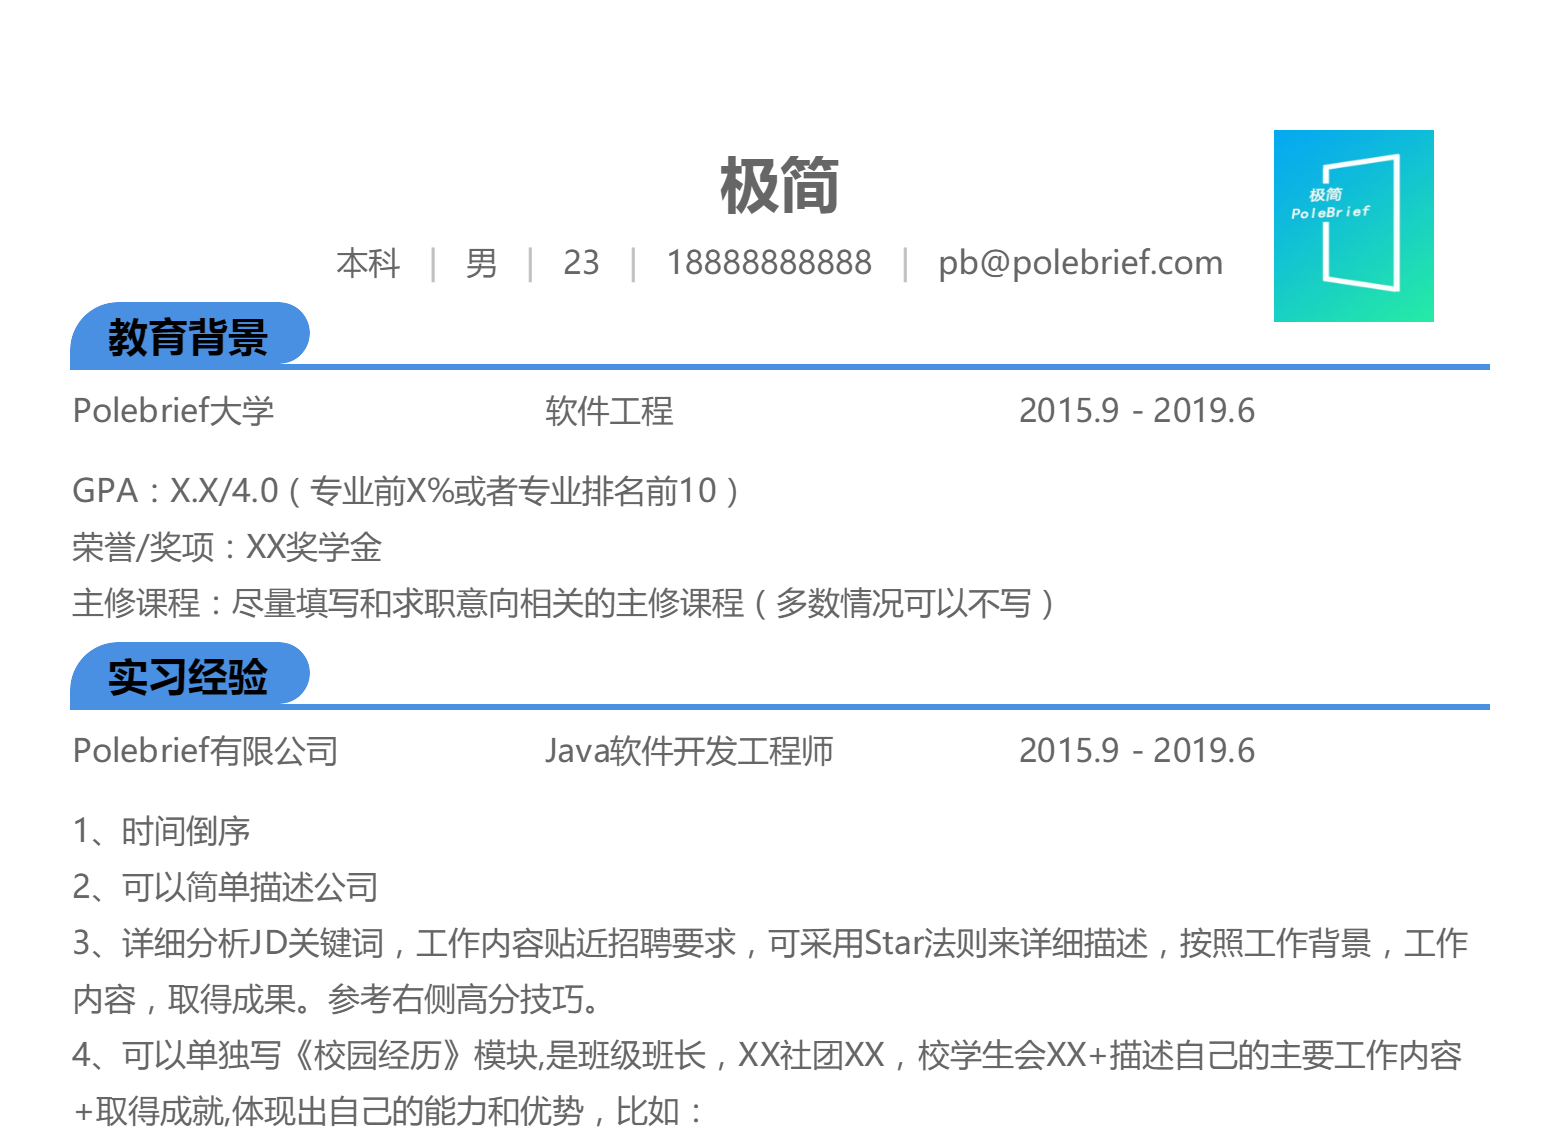 极简
极简
PoleBrief
本科 | 男 | 23 | 18888888888 | pb@polebrief.com
教育背景
Polebrief大学 软件工程 2015.9 - 2019.6
GPA：X.X/4.0（专业前X%或者专业排名前10）
荣誉/奖项：XX奖学金
主修课程：尽量填写和求职意向相关的主修课程（多数情况可以不写）
实习经验
Polebrief有限公司 Java软件开发工程师 2015.9 - 2019.6
1、时间倒序
2、可以简单描述公司
3、详细分析JD关键词，工作内容贴近招聘要求，可采用Star法则来详细描述，按照工作背景，工作
内容，取得成果。参考右侧高分技巧。
4、可以单独写《校园经历》模块,是班级班长，XX社团XX，校学生会XX+描述自己的主要工作内容
+取得成就,体现出自己的能力和优势，比如：